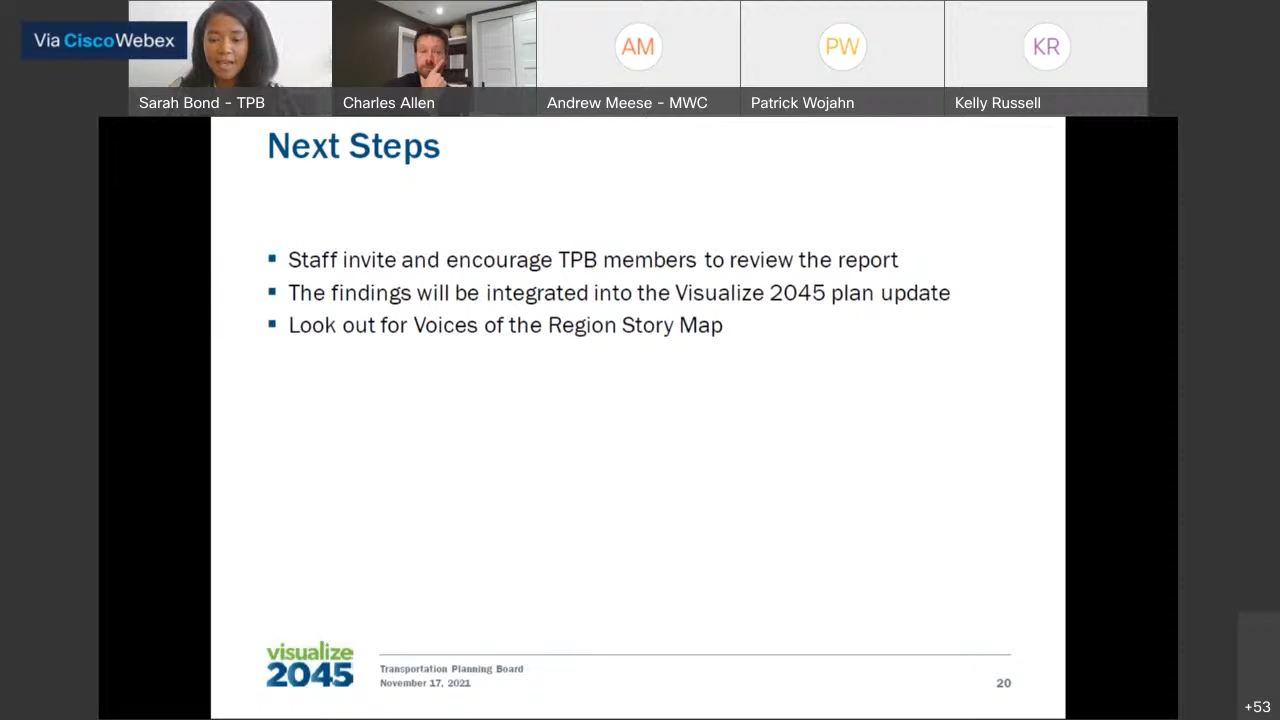 Via CiscoWebex
AM
PW
KR
Sarah Bond - TPB
Charles Allen
Andrew Meese - MWC
Patrick Wojahn
Kelly Russell
Next Steps
Staff invite and encourage TPB members to review the report
The findings will be integrated into the Visualize 2045 plan update
Look out for Voices of the Region Story Map
visualize
2045
Transportation Planning Board
November 17, 2021
20
+53